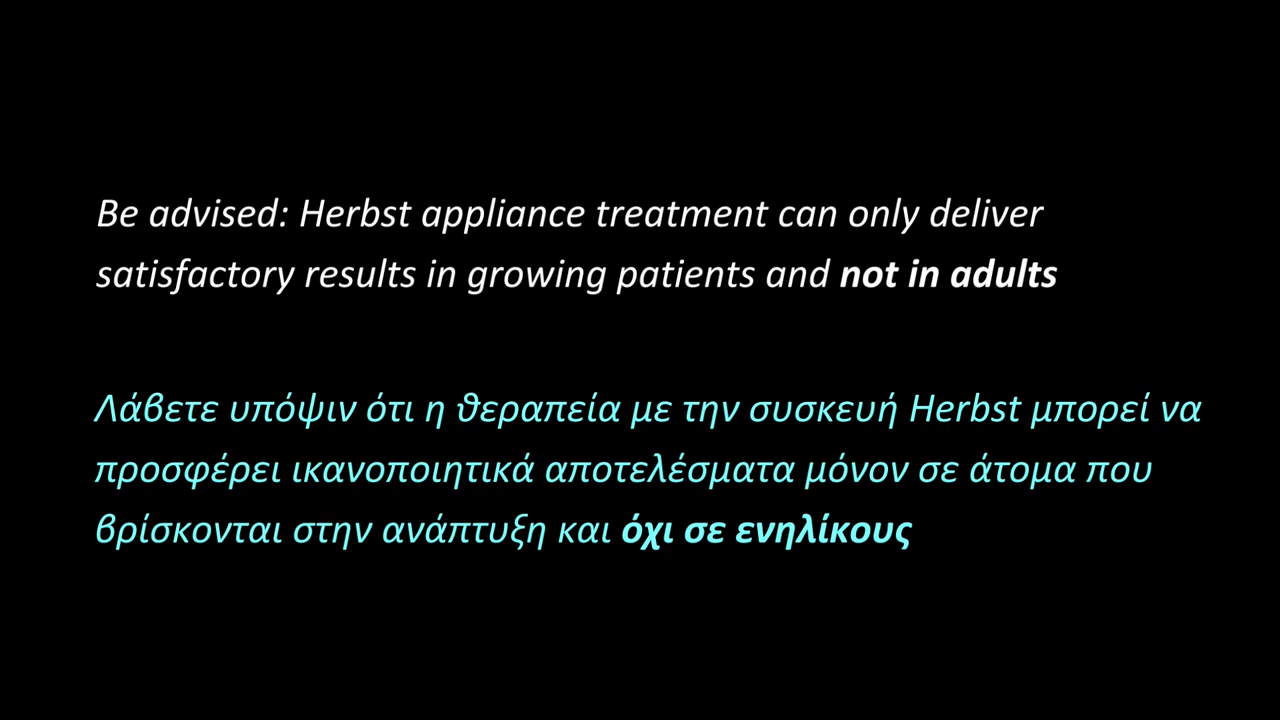 Be advised: Herbst appliance treatment can only deliver
satisfactory results in growing patients and not in adults
Λάβετε υπόψιν ότι η θεραπεία με την συσκευή Herbst μπορεί να
προσφέρει ικανοποιητικά αποτελέσματα μόνον σε άτομα που
βρίσκονται στην ανάπτυξη και όχι σε ενηλίκους